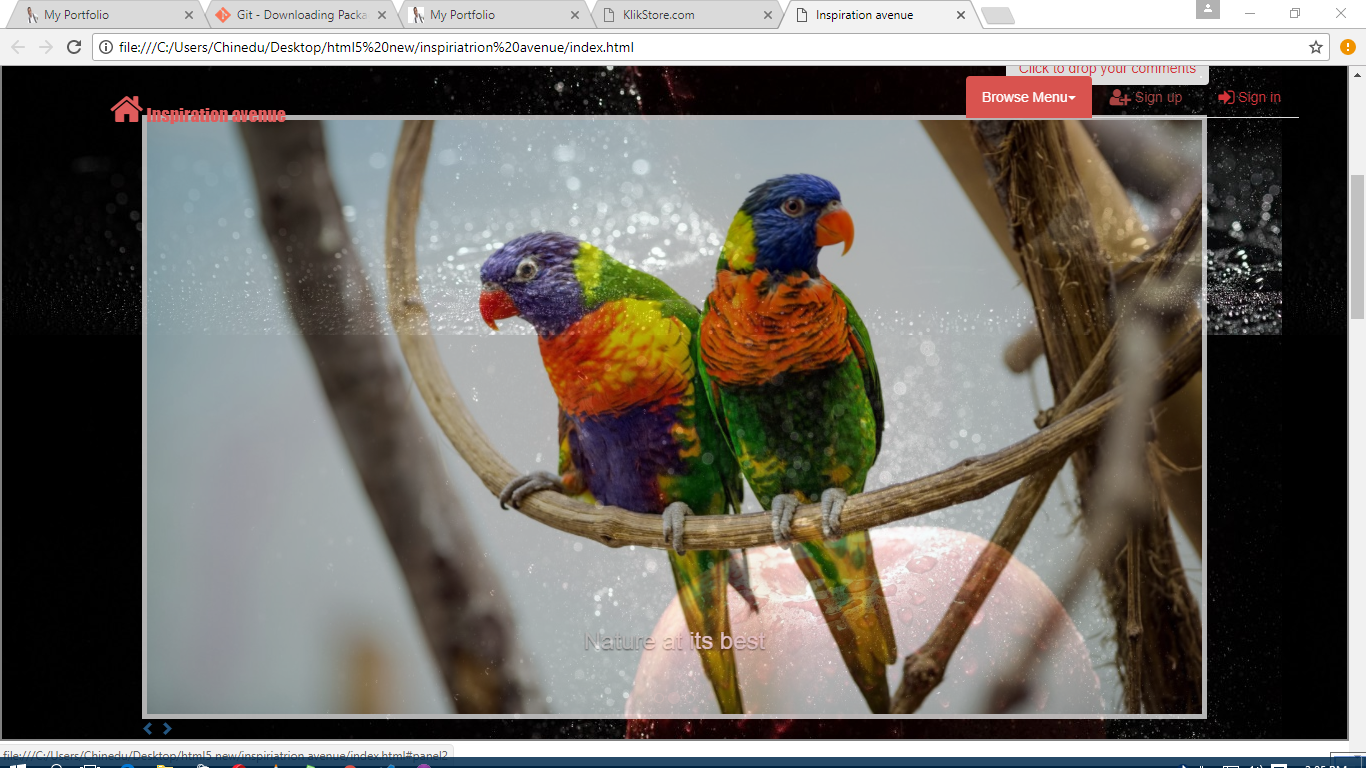 My Portfolio
Git - Downloading Packa
My Portfolio
KlikStore.com
Inspiration avenue
file:///C:/Users/Chinedu/Desktop/html5%20new/inspiriatrion%20avenue/index.html
Click to drop your comments
Inspiration avenue
Browse Menu
Sign up
Sign in
Nature at its best
file:///C:/Users/Chinedu/Desktop/html5 new/inspiriatrion avenue/index.html#panel2